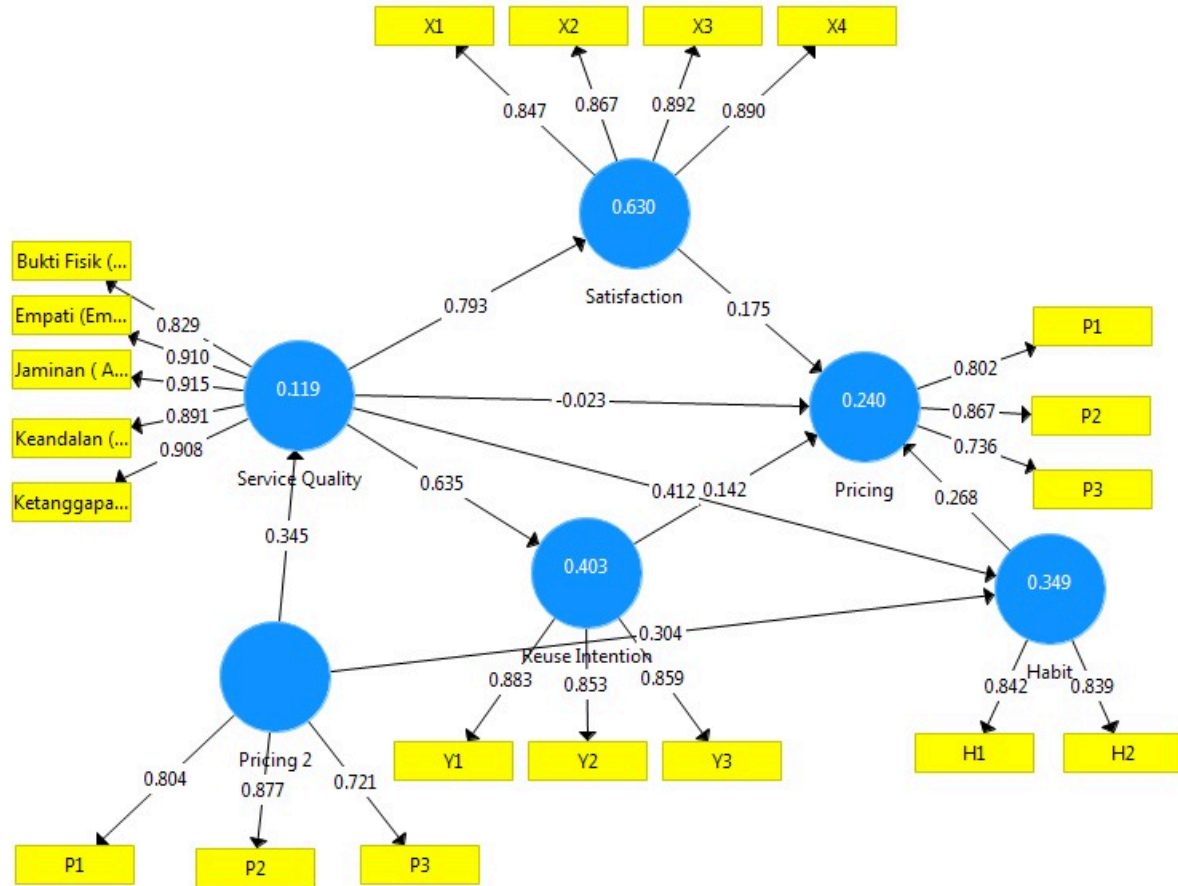 X1
X2
X3
X4
0.847
0.867
0.892
0.890
0.630
Satisfaction
Bukti Fisik (...
Empati (Em...
Jaminan ( A...
Keandalan (...
Ketanggapa...
0.829
0.910
0.915
0.891
0.908
0.119
Service Quality
0.793
0.175
-0.023
0.635
0.412
0.142
0.345
0.240
Pricing
0.802
0.867
0.736
P1
P2
P3
0.268
0.403
Reuse Intention
0.304
0.349
Habit
0.883
0.853
0.859
Y1
Y2
Y3
0.842
0.839
H1
H2
Pricing 2
0.804
0.877
0.721
P1
P2
P3